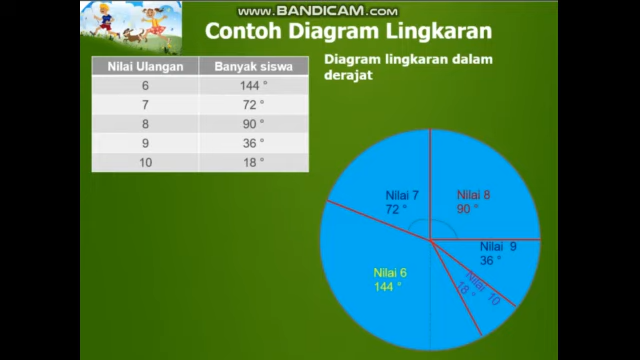 www.BANDICAM.com
Contoh Diagram Lingkaran
Nilai Ulangan Banyak siswa
6 144 °
7 72 °
8 90 °
9 36 °
10 18 °
Diagram lingkaran dalam
derajat
Nilai 7
72 °
Nilai 8
90 °
Nilai 9
36 °
Nilai 10
18 °
Nilai 6
144 °